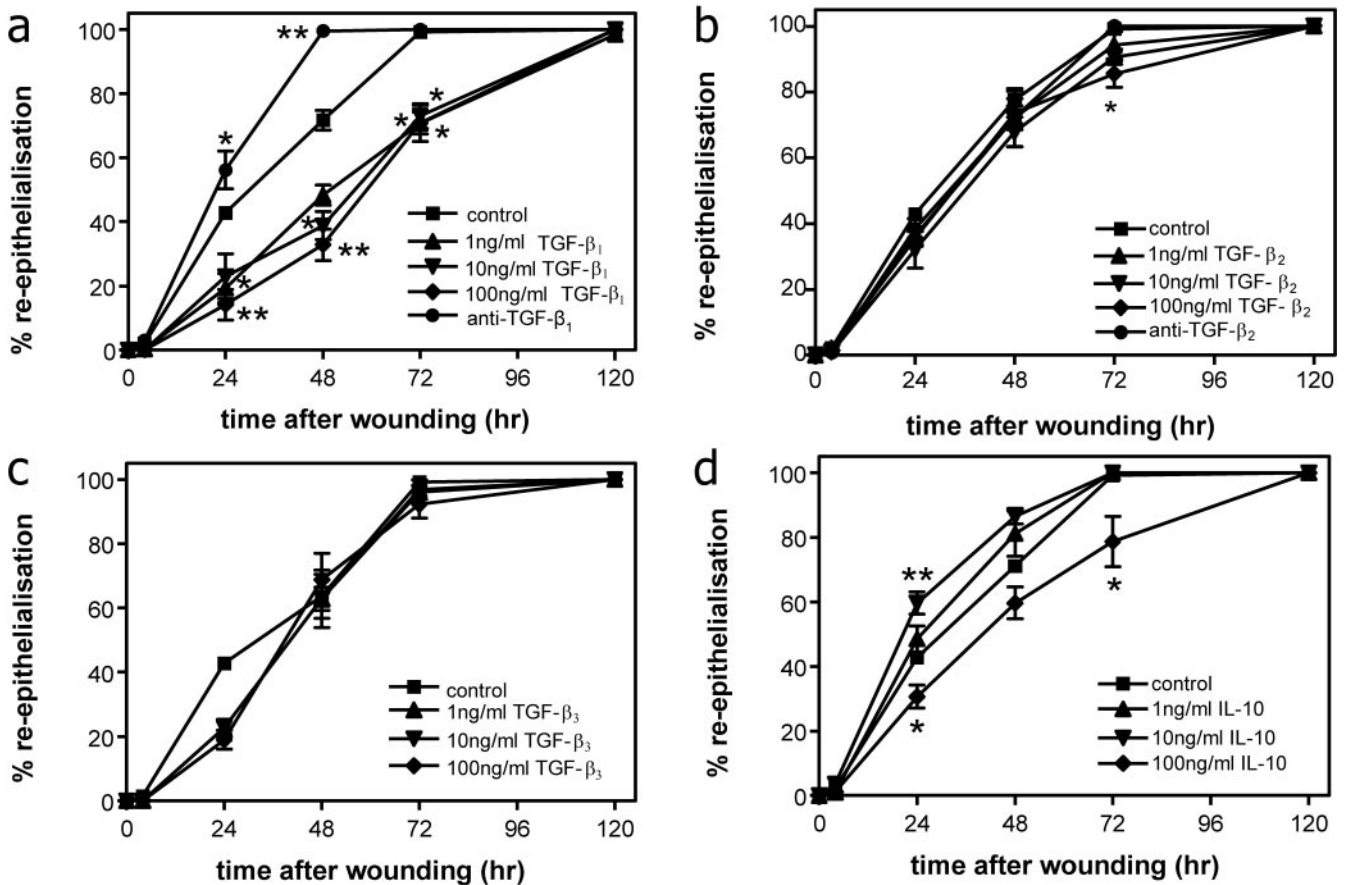 a
% re-epithelialisation
100
80
60
40
20
0
**
*
*
*
*
*
*
**
**
control
1ng/ml TGF-β₁
10ng/ml TGF-β₁
100ng/ml TGF-β₁
anti-TGF-β₁
0 24 48 72 96 120
time after wounding (hr)
b
% re-epithelialisation
100
80
60
40
20
0
*
control
1ng/ml TGF- β₂
10ng/ml TGF- β₂
100ng/ml TGF- β₂
anti-TGF-β₂
0 24 48 72 96 120
time after wounding (hr)
c
% re-epithelialisation
100
80
60
40
20
0
control
1ng/ml TGF-β₃
10ng/ml TGF-β₃
100ng/ml TGF-β₃
0 24 48 72 96 120
time after wounding (hr)
d
% re-epithelialisation
100
80
60
40
20
0
**
*
*
control
1ng/ml IL-10
10ng/ml IL-10
100ng/ml IL-10
0 24 48 72 96 120
time after wounding (hr)